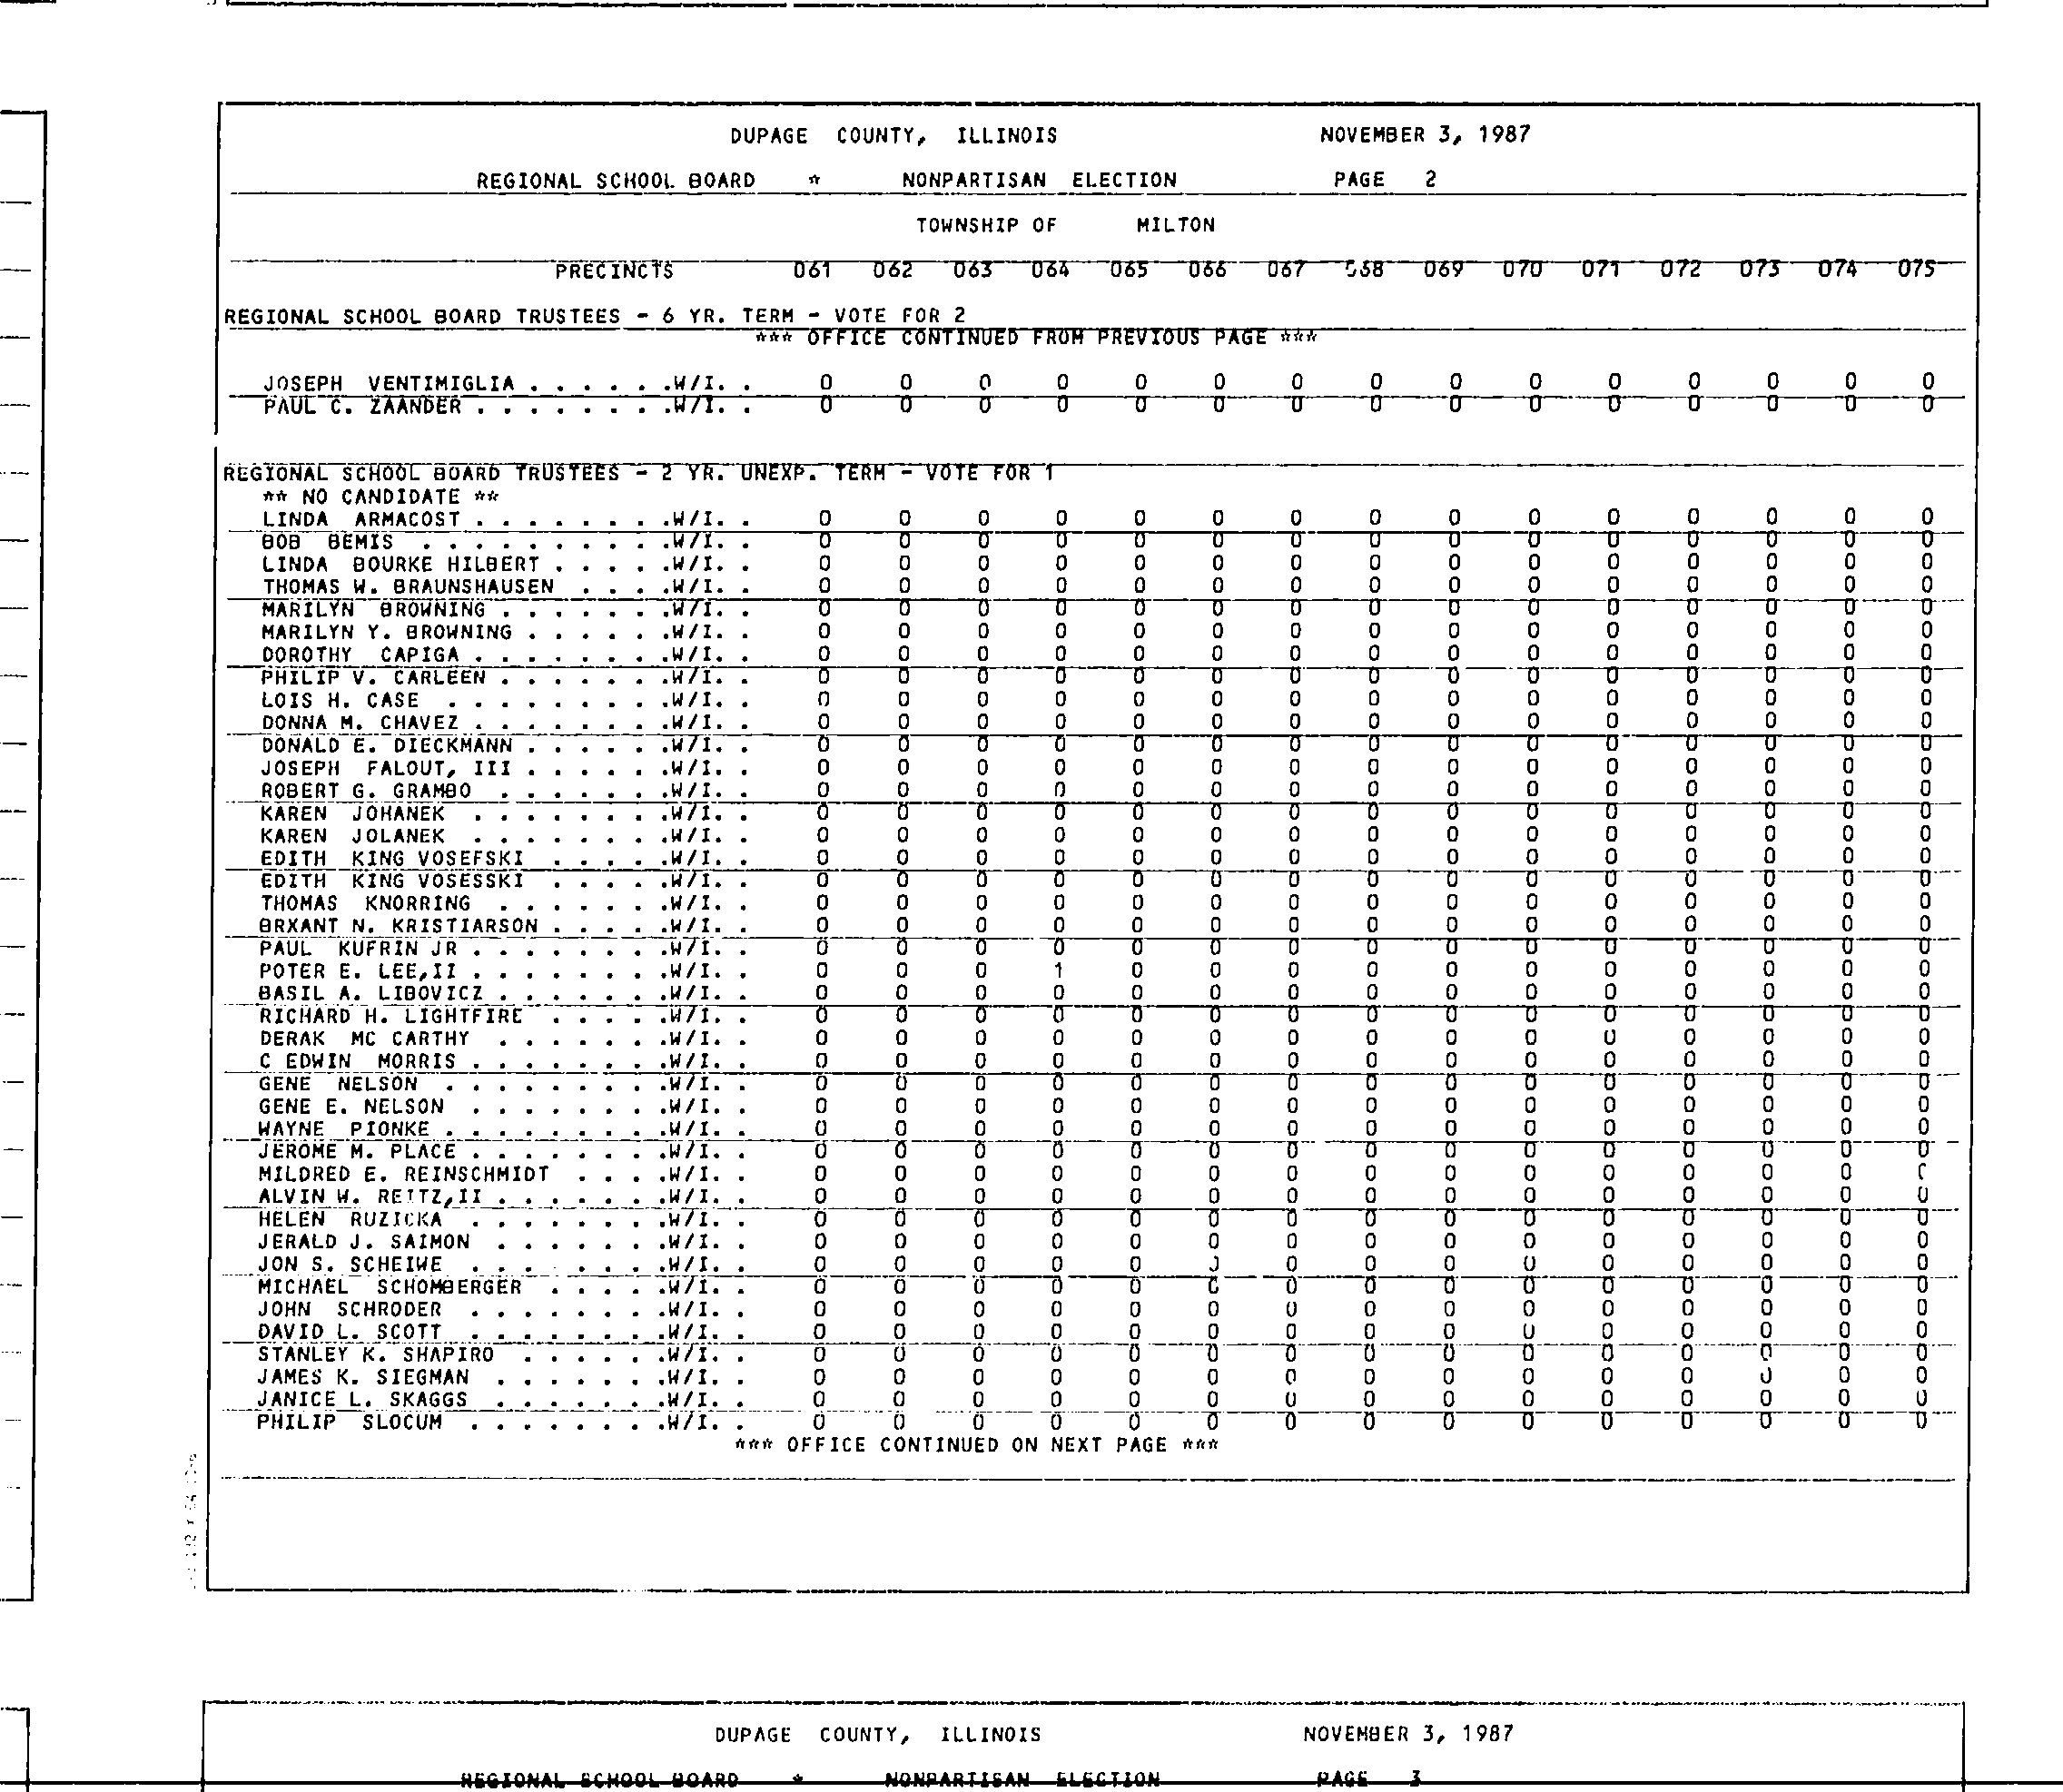 DUPAGE COUNTY, ILLINOIS NOVEMBER 3, 1987
REGIONAL SCHOOL BOARD * NONPARTISAN ELECTION PAGE 2
TOWNSHIP OF MILTON
PRECINCTS 061 062 063 064 065 066 067 068 069 070 071 072 073 074 075
REGIONAL SCHOOL BOARD TRUSTEES - 6 YR. TERM - VOTE FOR 2
*** OFFICE CONTINUED FROM PREVIOUS PAGE ***
JOSEPH VENTIMIGLIA . . . . . .W/I. . 0 0 0 0 0 0 0 0 0 0 0 0 0 0 0
PAUL C. ZAANDER . . . . . . . .W/I. . 0 0 0 0 0 0 0 0 0 0 0 0 0 0 0
REGIONAL SCHOOL BOARD TRUSTEES - 2 YR. UNEXP. TERM - VOTE FOR 1
** NO CANDIDATE **
LINDA ARMACOST . . . . . . . .W/I. . 0 0 0 0 0 0 0 0 0 0 0 0 0 0 0
BOB BEMIS . . . . . . . . . .W/I. . 0 0 0 0 0 0 0 0 0 0 0 0 0 0 0
LINDA BOURKE HILBERT . . . . .W/I. . 0 0 0 0 0 0 0 0 0 0 0 0 0 0 0
THOMAS W. BRAUNSHAUSEN . . . .W/I. . 0 0 0 0 0 0 0 0 0 0 0 0 0 0 0
MARILYN BROWNING . . . . . . .W/I. . 0 0 0 0 0 0 0 0 0 0 0 0 0 0 0
MARILYN Y. BROWNING . . . . . .W/I. . 0 0 0 0 0 0 0 0 0 0 0 0 0 0 0
DOROTHY CAPIGA . . . . . . . .W/I. . 0 0 0 0 0 0 0 0 0 0 0 0 0 0 0
PHILIP V. CARLEEN . . . . . . .W/I. . 0 0 0 0 0 0 0 0 0 0 0 0 0 0 0
LOIS H. CASE . . . . . . . . .W/I. . 0 0 0 0 0 0 0 0 0 0 0 0 0 0 0
DONNA M. CHAVEZ . . . . . . . .W/I. . 0 0 0 0 0 0 0 0 0 0 0 0 0 0 0
DONALD E. DIECKMANN . . . . . .W/I. . 0 0 0 0 0 0 0 0 0 0 0 0 0 0 0
JOSEPH FALOUT, III . . . . . .W/I. . 0 0 0 0 0 0 0 0 0 0 0 0 0 0 0
ROBERT G. GRAMBO . . . . . . .W/I. . 0 0 0 0 0 0 0 0 0 0 0 0 0 0 0
KAREN JOHANEK . . . . . . . .W/I. . 0 0 0 0 0 0 0 0 0 0 0 0 0 0 0
KAREN JOLANEK . . . . . . . .W/I. . 0 0 0 0 0 0 0 0 0 0 0 0 0 0 0
EDITH KING VOSEFSKI . . . . .W/I. . 0 0 0 0 0 0 0 0 0 0 0 0 0 0 0
EDITH KING VOSESSKI . . . . .W/I. . 0 0 0 0 0 0 0 0 0 0 0 0 0 0 0
THOMAS KNORRING . . . . . . .W/I. . 0 0 0 0 0 0 0 0 0 0 0 0 0 0 0
BRXANT N. KRISTIARSON . . . . .W/I. . 0 0 0 0 0 0 0 0 0 0 0 0 0 0 0
PAUL KUFRIN JR . . . . . . . .W/I. . 0 0 0 0 0 0 0 0 0 0 0 0 0 0 0
POTER E. LEE,II . . . . . . . .W/I. . 0 0 0 1 0 0 0 0 0 0 0 0 0 0 0
BASIL A. LIBOVICZ . . . . . . .W/I. . 0 0 0 0 0 0 0 0 0 0 0 0 0 0 0
RICHARD H. LIGHTFIRE . . . . .W/I. . 0 0 0 0 0 0 0 0 0 0 0 0 0 0 0
DERAK MC CARTHY . . . . . . .W/I. . 0 0 0 0 0 0 0 0 0 0 0 0 0 0 0
C EDWIN MORRIS . . . . . . . .W/I. . 0 0 0 0 0 0 0 0 0 0 0 0 0 0 0
GENE NELSON . . . . . . . . .W/I. . 0 0 0 0 0 0 0 0 0 0 0 0 0 0 0
GENE E. NELSON . . . . . . . .W/I. . 0 0 0 0 0 0 0 0 0 0 0 0 0 0 0
WAYNE PIONKE . . . . . . . . .W/I. . 0 0 0 0 0 0 0 0 0 0 0 0 0 0 0
JEROME M. PLACE . . . . . . . .W/I. . 0 0 0 0 0 0 0 0 0 0 0 0 0 0 0
MILDRED E. REINSCHMIDT . . . .W/I. . 0 0 0 0 0 0 0 0 0 0 0 0 0 0 0
ALVIN W. REITZ,II . . . . . . .W/I. . 0 0 0 0 0 0 0 0 0 0 0 0 0 0 0
HELEN RUZICKA . . . . . . . .W/I. . 0 0 0 0 0 0 0 0 0 0 0 0 0 0 0
JERALD J. SAIMON . . . . . . .W/I. . 0 0 0 0 0 0 0 0 0 0 0 0 0 0 0
JON S. SCHEIWE . . . . . . . .W/I. . 0 0 0 0 0 0 0 0 0 0 0 0 0 0 0
MICHAEL SCHOMBERGER . . . . .W/I. . 0 0 0 0 0 0 0 0 0 0 0 0 0 0 0
JOHN SCHRODER . . . . . . . .W/I. . 0 0 0 0 0 0 0 0 0 0 0 0 0 0 0
DAVID L. SCOTT . . . . . . . .W/I. . 0 0 0 0 0 0 0 0 0 0 0 0 0 0 0
STANLEY K. SHAPIRO . . . . . .W/I. . 0 0 0 0 0 0 0 0 0 0 0 0 0 0 0
JAMES K. SIEGMAN . . . . . . .W/I. . 0 0 0 0 0 0 0 0 0 0 0 0 0 0 0
JANICE L. SKAGGS . . . . . . .W/I. . 0 0 0 0 0 0 0 0 0 0 0 0 0 0 0
PHILIP SLOCUM . . . . . . . .W/I. . 0 0 0 0 0 0 0 0 0 0 0 0 0 0 0
*** OFFICE CONTINUED ON NEXT PAGE ***
DUPAGE COUNTY, ILLINOIS NOVEMBER 3, 1987
REGIONAL SCHOOL BOARD * NONPARTISAN ELECTION PAGE 3